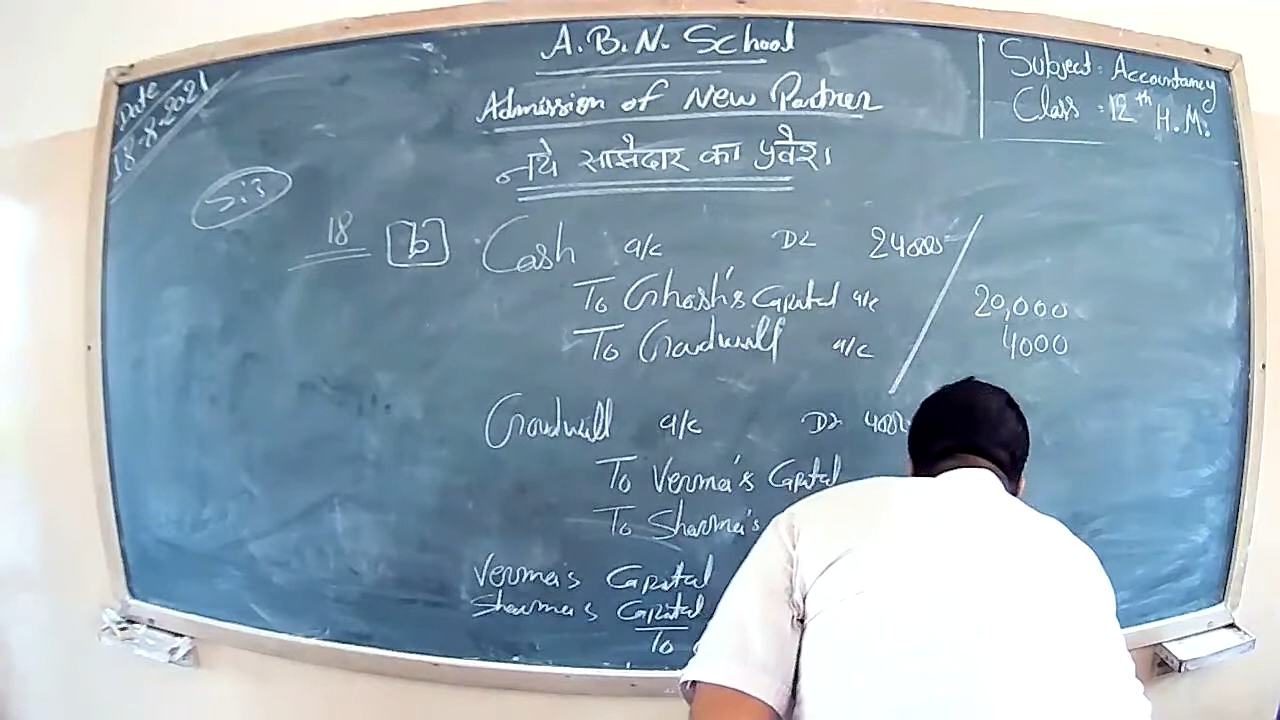 A.B.N. School
Date 18-8-2021
Subject: Accountancy
Class :12th H.M.
Admission of New Partner
नये साझेदार का प्रवेश।
18 b Cash a/c Dr 24000
To Ghosh's Capital a/c 20,000
To Goodwill a/c 4000
Goodwill a/c Dr
To Verma's Capital
To Sharma's
Verma's Capital
Sharma's Capital
To